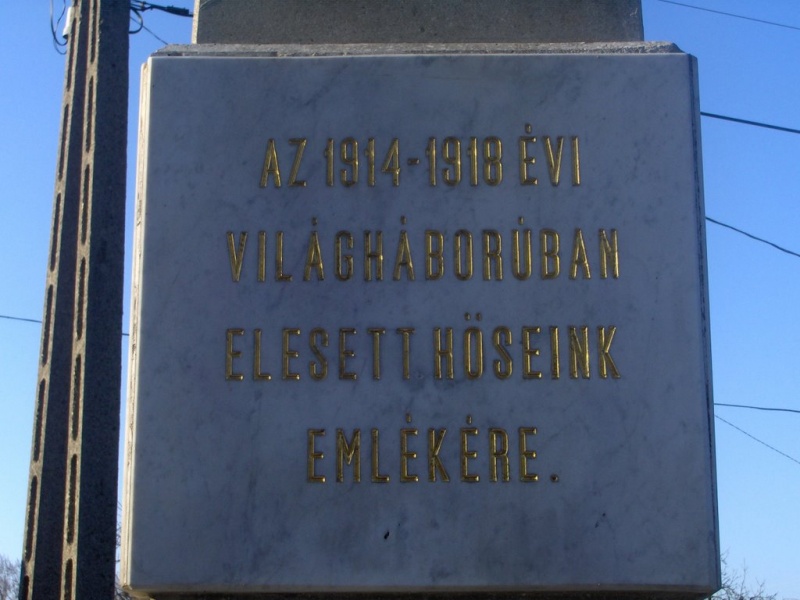 AZ 1914-1918 ÉVI
VILÁGHÁBORÚBAN
ELESETT. HÖSEINK
EMLÉKÉRE.